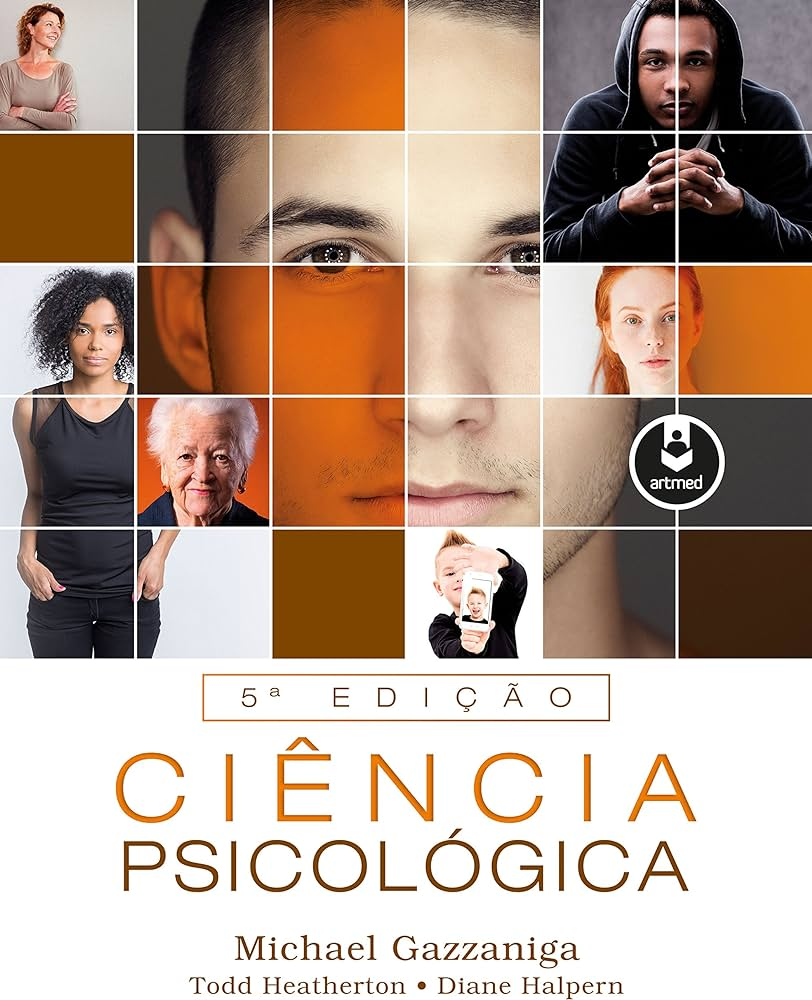 artmed
5ª EDIÇÃO
CIÊNCIA
PSICOLÓGICA
Michael Gazzaniga
Todd Heatherton • Diane Halpern